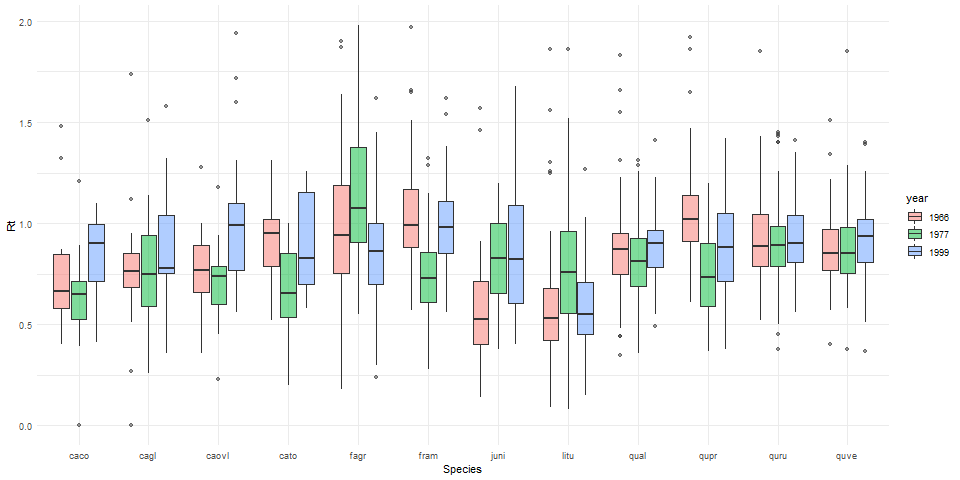 2.0
1.5
1.0
0.5
0.0
Rt
caco cagl caovl cato fagr fram juni litu qual qupr quru quve
Species
year
1966
1977
1999